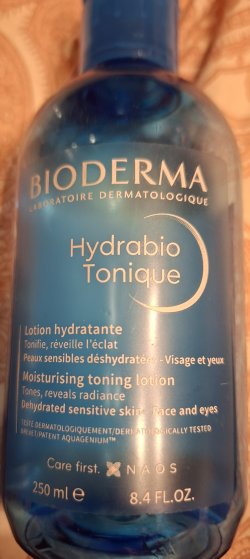 BIODERMA
LABORATOIRE DERMATOLOGIQUE
Hydrabio
Tonique
Lotion hydratante
Tonifie, réveille l'éclat
Peaux sensibles déshydratées - Visage et yeux
Moisturising toning lotion
Tones, reveals radiance
Dehydrated sensitive skin - Face and eyes
TESTÉ DERMATOLOGIQUEMENT/DERMATOLOGICALLY TESTED
BREVET/PATENT AQUAGENIUM™
Care first. NAOS
250 ml ℮ 8.4 FL.OZ.